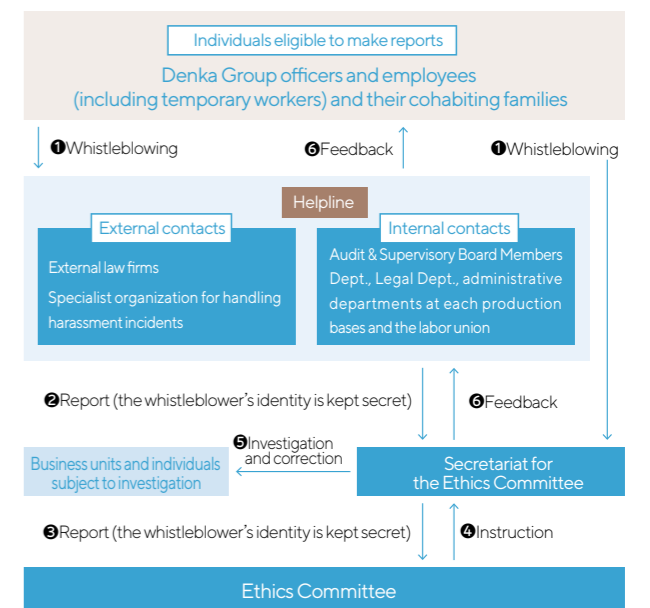 Individuals eligible to make reports
Denka Group officers and employees
(including temporary workers) and their cohabiting families
❶Whistleblowing
❻Feedback
❶Whistleblowing
Helpline
External contacts
External law firms
Specialist organization for handling
harassment incidents
Internal contacts
Audit & Supervisory Board Members
Dept., Legal Dept., administrative
departments at each production
bases and the labor union
❷Report (the whistleblower's identity is kept secret)
❻Feedback
❺Investigation
and correction
Business units and individuals
subject to investigation
Secretariat for
the Ethics Committee
❸Report (the whistleblower's identity is kept secret)
❹Instruction
Ethics Committee